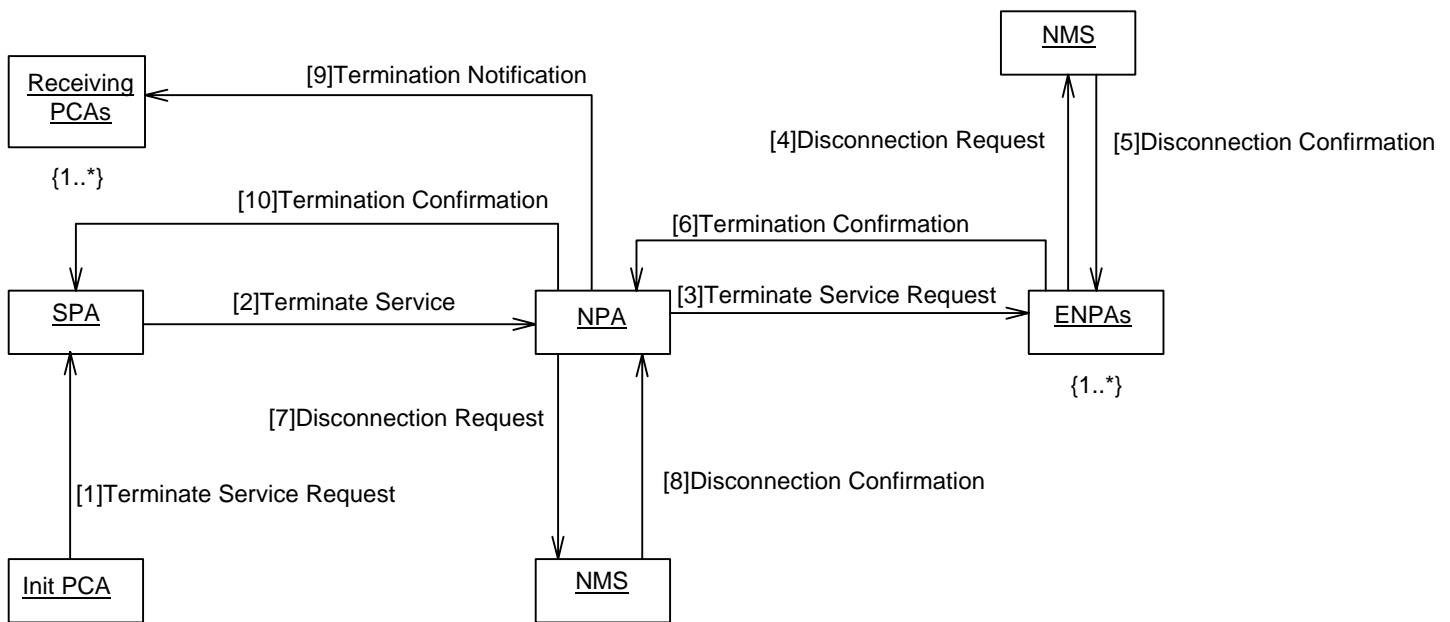 NMS
[9]Termination Notification
Receiving
PCAs
[4]Disconnection Request
[5]Disconnection Confirmation
{1..*}
[10]Termination Confirmation
[6]Termination Confirmation
SPA
[2]Terminate Service
NPA
[3]Terminate Service Request
ENPAs
{1..*}
[7]Disconnection Request
[8]Disconnection Confirmation
[1]Terminate Service Request
Init PCA
NMS